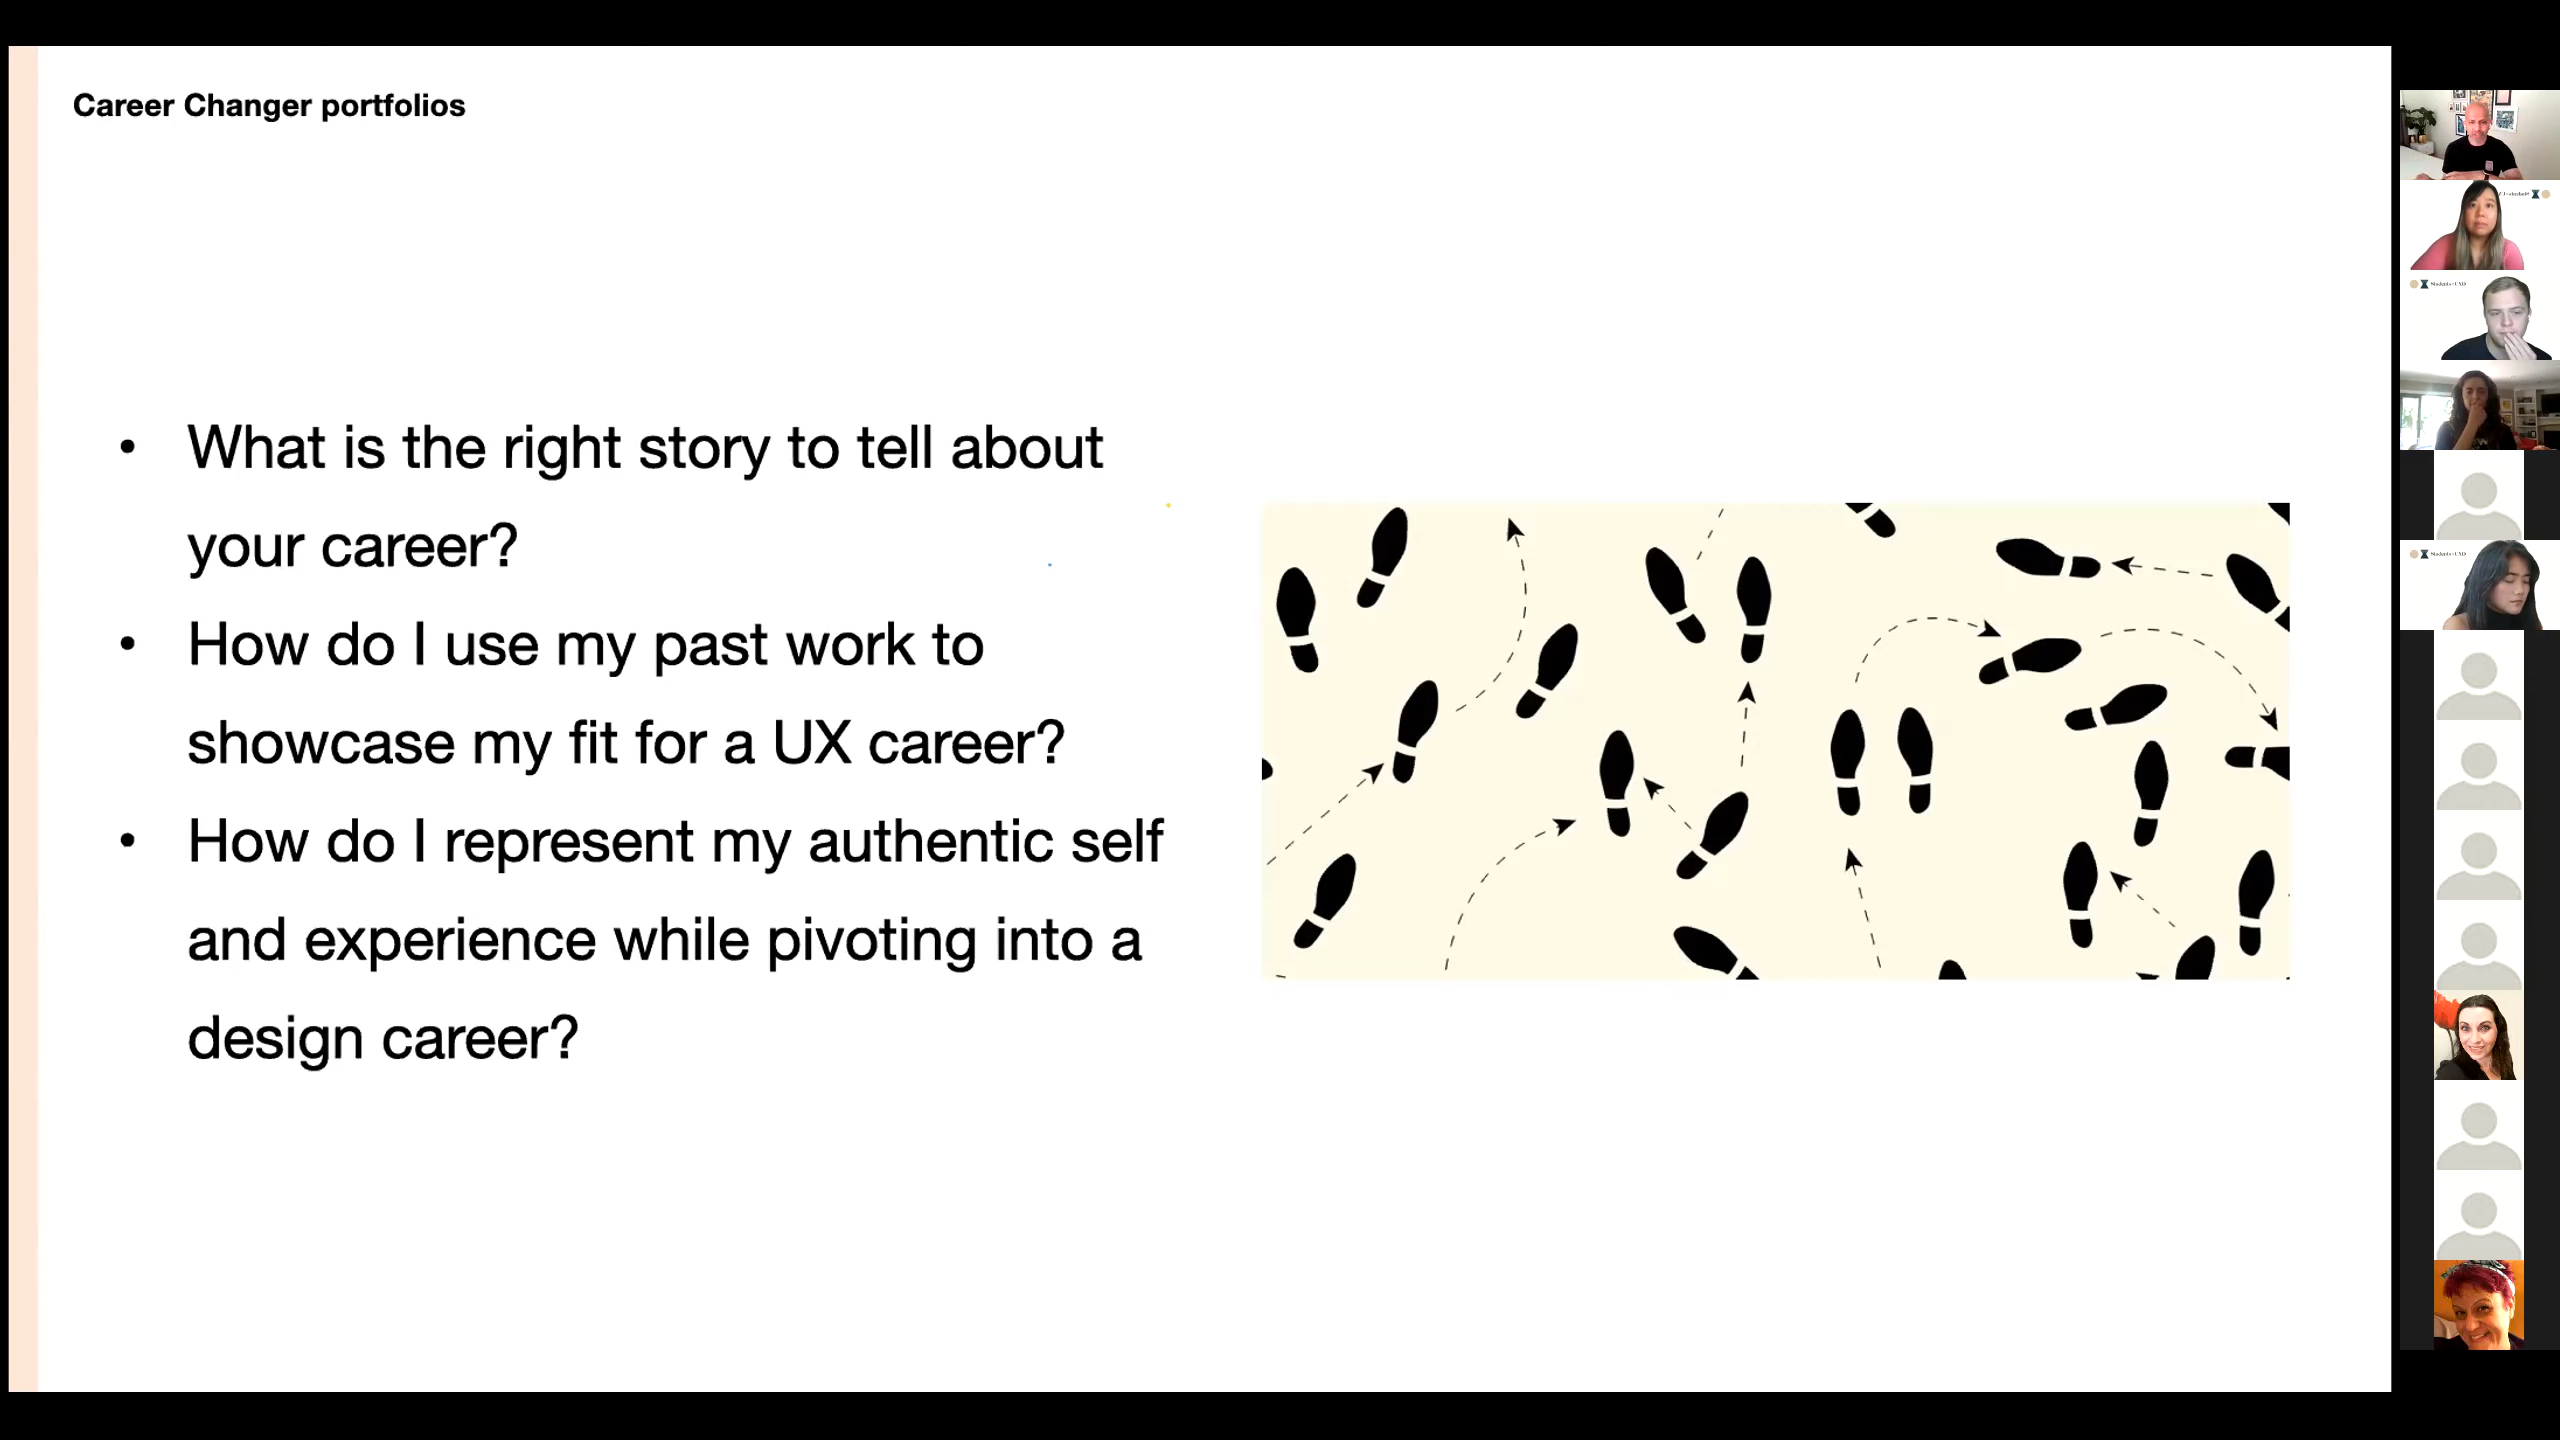 Career Changer portfolios
• What is the right story to tell about
your career?
• How do I use my past work to
showcase my fit for a UX career?
• How do I represent my authentic self
and experience while pivoting into a
design career?